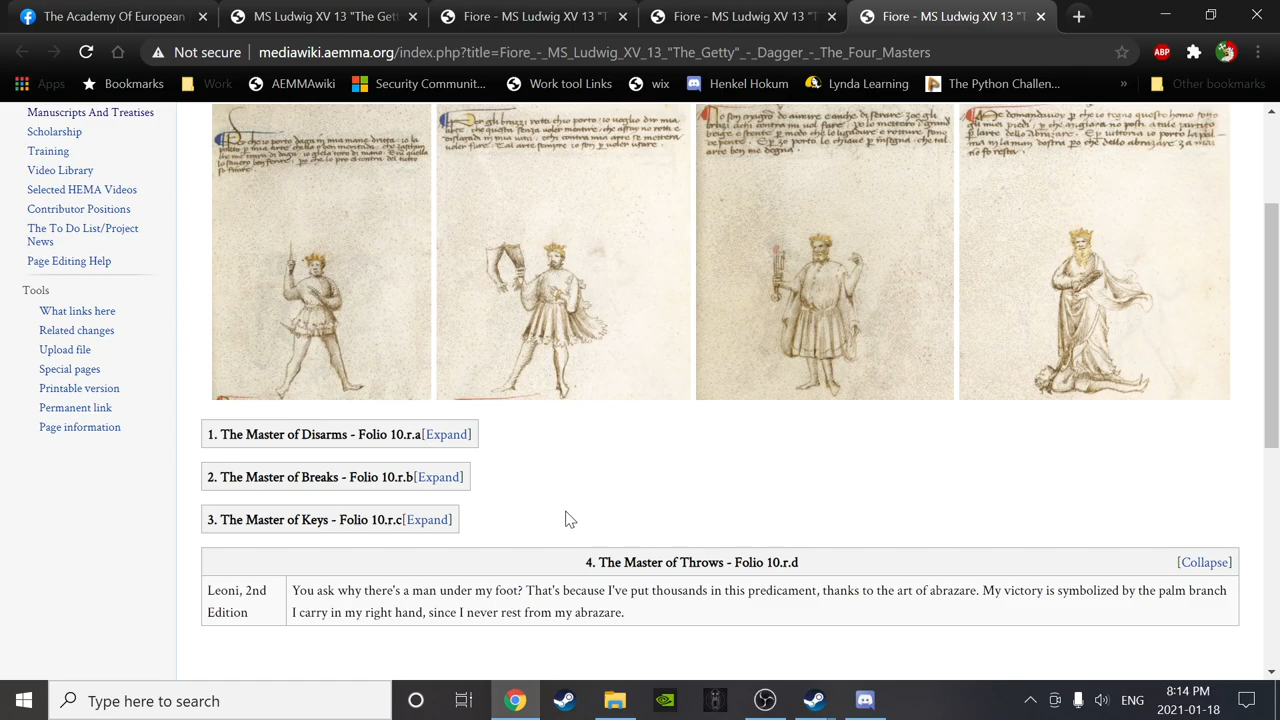 The Academy Of European
MS Ludwig XV 13 "The Gett
Fiore - MS Ludwig XV 13 "T
Fiore - MS Ludwig XV 13 "T
Fiore - MS Ludwig XV 13 "T
Not secure
mediawiki.aemma.org/index.php?title=Fiore_-_MS_Ludwig_XV_13_"The_Getty"_-_Dagger_-_The_Four_Masters
ABP
Apps
Bookmarks
Work
AEMMAwiki
Security Communit...
Work tool Links
wix
Henkel Hokum
Lynda Learning
The Python Challen...
»
Other bookmarks
Manuscripts And Treatises
Scholarship
Training
Video Library
Selected HEMA Videos
Contributor Positions
The To Do List/Project
News
Page Editing Help
Tools
What links here
Related changes
Upload file
Special pages
Printable version
Permanent link
Page information
1. The Master of Disarms - Folio 10.r.a[Expand]
2. The Master of Breaks - Folio 10.r.b[Expand]
3. The Master of Keys - Folio 10.r.c[Expand]
4. The Master of Throws - Folio 10.r.d [Collapse]
Leoni, 2nd
Edition
You ask why there's a man under my foot? That's because I've put thousands in this predicament, thanks to the art of abrazare. My victory is symbolized by the palm branch
I carry in my right hand, since I never rest from my abrazare.
Type here to search
ENG
8:14 PM
2021-01-18